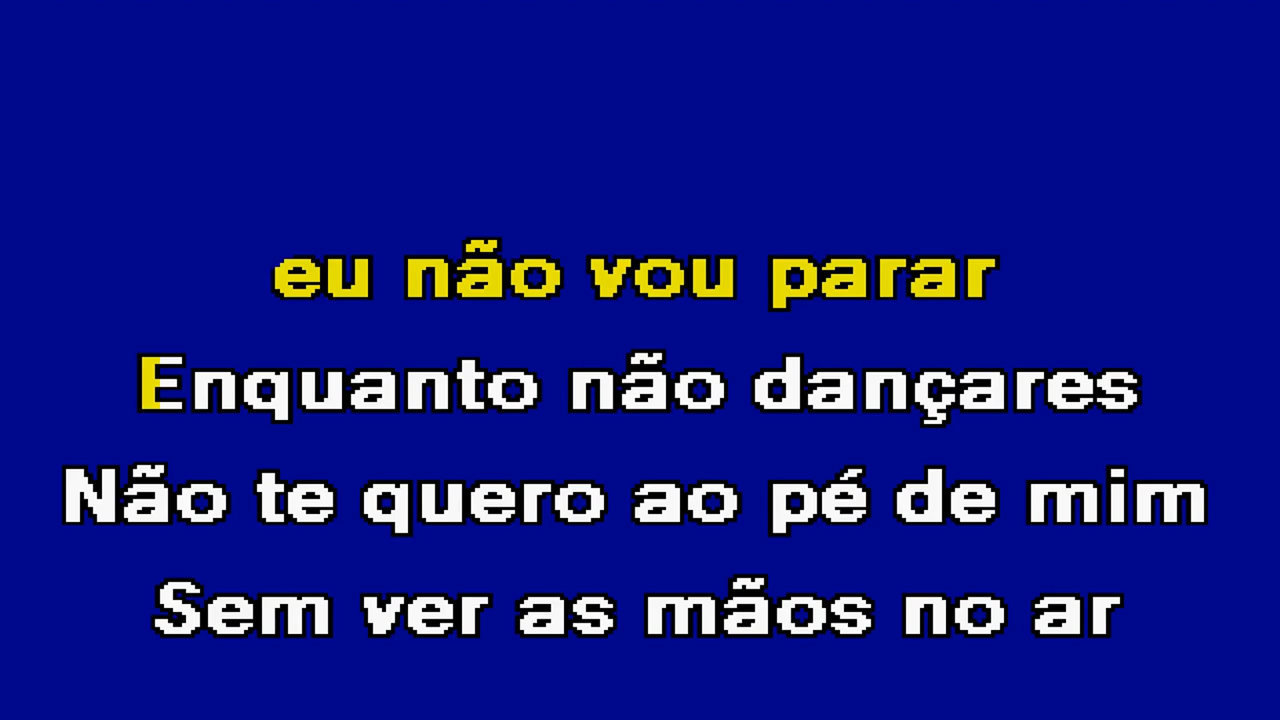 eu não vou parar
Enquanto não dançares
Não te quero ao pé de mim
Sem ver as mãos no ar